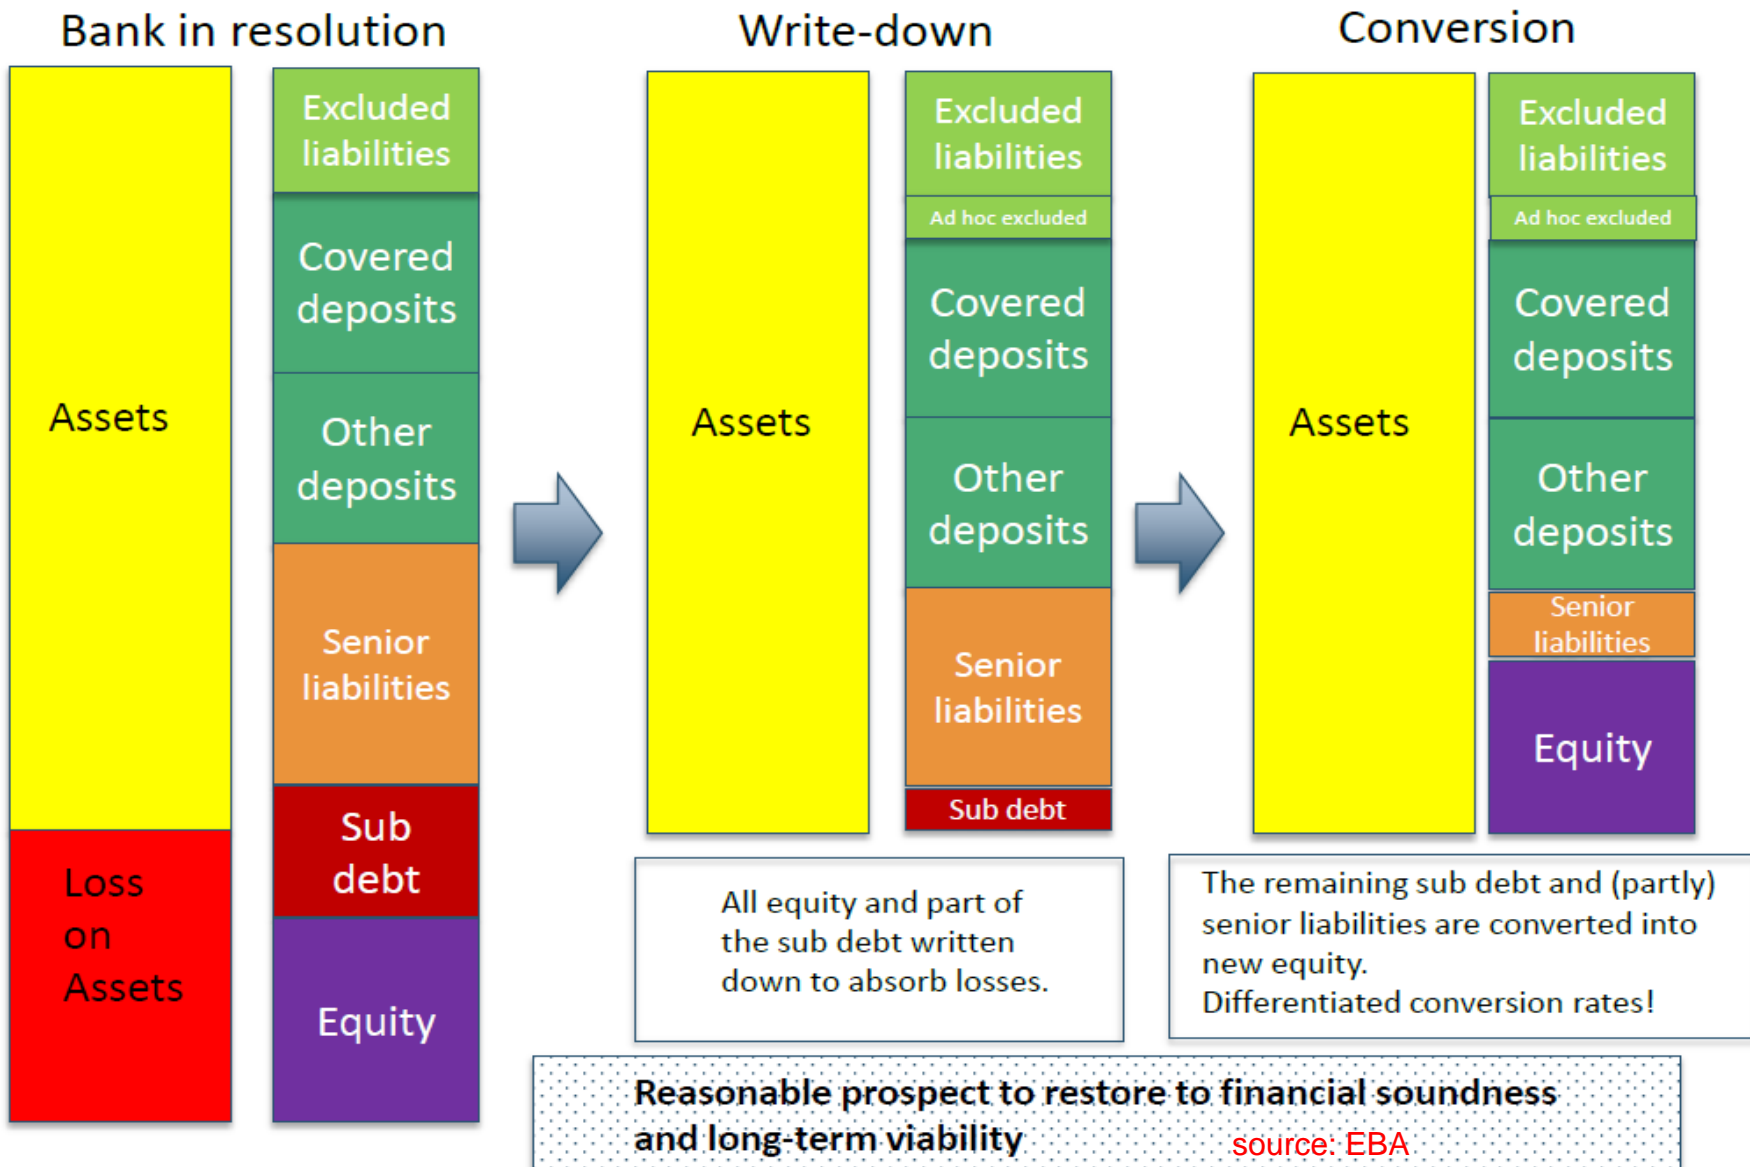 Bank in resolution
Assets
Loss
on
Assets
Excluded
liabilities
Covered
deposits
Other
deposits
Senior
liabilities
Sub
debt
Equity
Write-down
Assets
Excluded
liabilities
Ad hoc excluded
Covered
deposits
Other
deposits
Senior
liabilities
Sub debt
All equity and part of
the sub debt written
down to absorb losses.
Conversion
Assets
Excluded
liabilities
Ad hoc excluded
Covered
deposits
Other
deposits
Senior
liabilities
Equity
The remaining sub debt and (partly)
senior liabilities are converted into
new equity.
Differentiated conversion rates!
Reasonable prospect to restore to financial soundness
and long-term viability
source: EBA